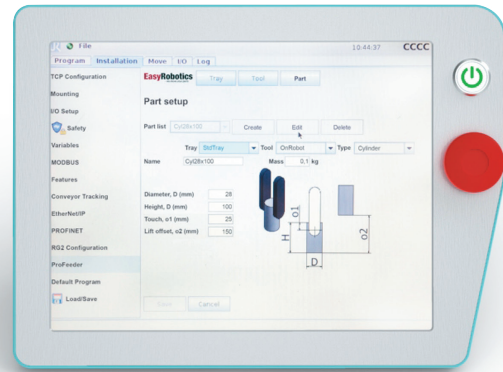 File 10:44:37 CCCC
Program Installation Move I/O Log
TCP Configuration
Mounting
I/O Setup
Safety
Variables
MODBUS
Features
Conveyor Tracking
EtherNet/IP
PROFINET
RG2 Configuration
ProFeeder
Default Program
Load/Save
EasyRobotics Tray Tool Part
Part setup
Part list Cyl28x100 Create Edit Delete
Tray StdTray Tool OnRobot Type Cylinder
Name Cyl28x100 Mass 0.1 kg
Diameter, D (mm) 28
Height, D (mm) 100
Touch, o1 (mm) 25
Lift offset, o2 (mm) 150
o1
H
o2
D
Save Cancel